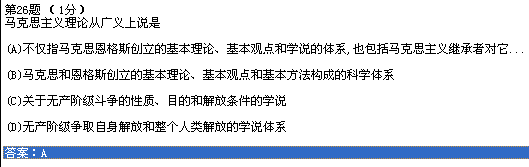 第26题 (1分)
马克思主义理论从广义上说是
(A)不仅指马克思恩格斯创立的基本理论、基本观点和学说的体系,也包括马克思主义继承者对它...
(B)马克思和恩格斯创立的基本理论、基本观点和基本方法构成的科学体系
(C)关于无产阶级斗争的性质、目的和解放条件的学说
(D)无产阶级争取自身解放和整个人类解放的学说体系
答案：A